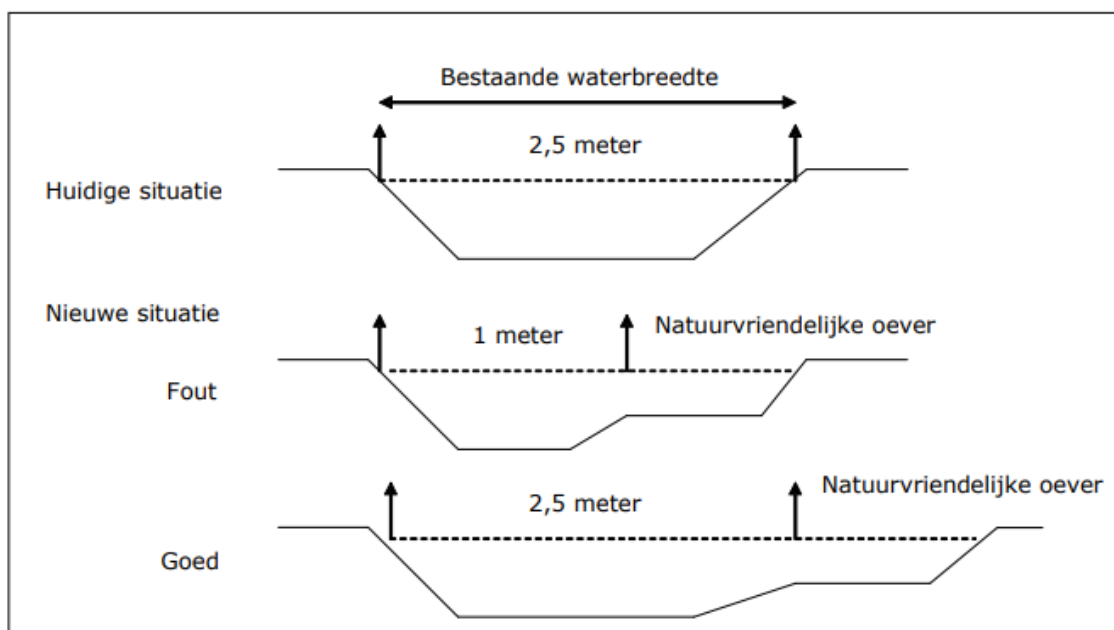 Bestaande waterbreedte
2,5 meter
Huidige situatie
Nieuwe situatie
1 meter
Natuurvriendelijke oever
Fout
2,5 meter
Natuurvriendelijke oever
Goed